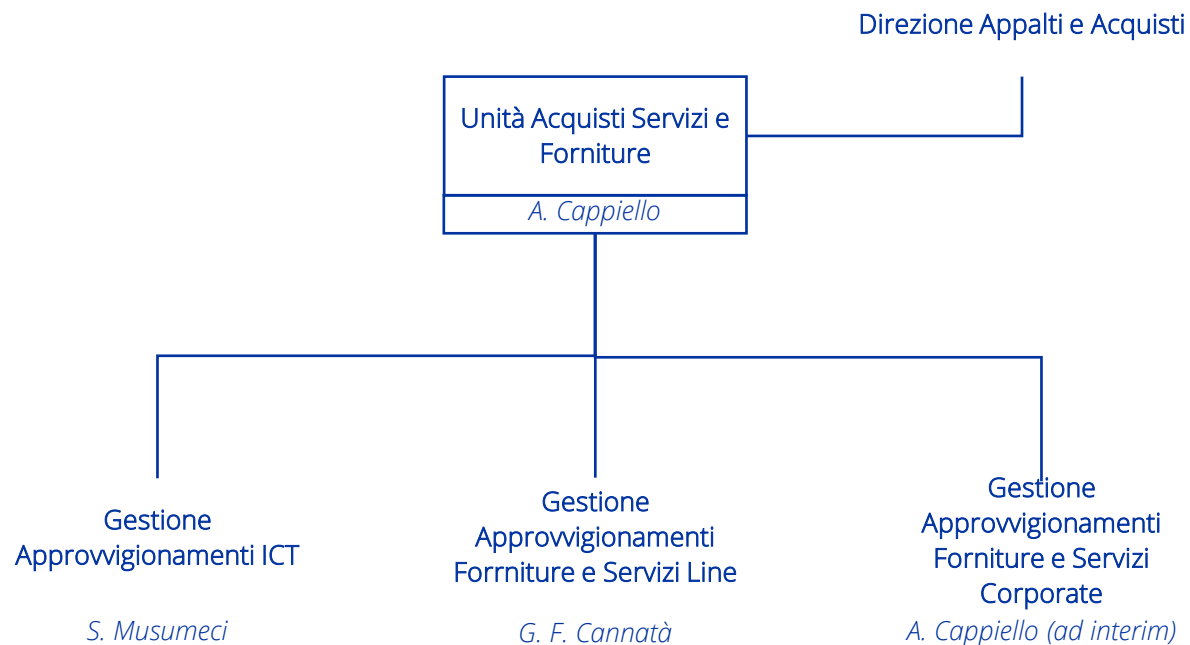 Direzione Appalti e Acquisti
Unità Acquisti Servizi e
Forniture
A. Cappiello
Gestione
Approvvigionamenti ICT
S. Musumeci
Gestione
Approvvigionamenti
Forrniture e Servizi Line
G. F. Cannatà
Gestione
Approvvigionamenti
Forniture e Servizi
Corporate
A. Cappiello (ad interim)